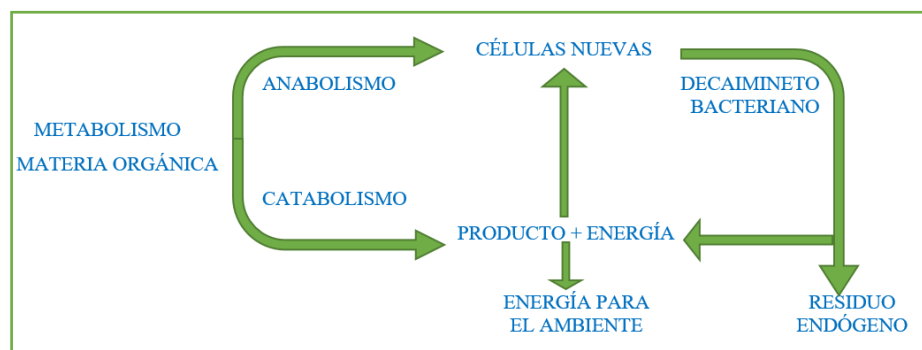 CÉLULAS NUEVAS
ANABOLISMO
DECAIMINETO
BACTERIANO
METABOLISMO
MATERIA ORGÁNICA
CATABOLISMO
PRODUCTO + ENERGÍA
ENERGÍA PARA
EL AMBIENTE
RESIDUO
ENDÓGENO